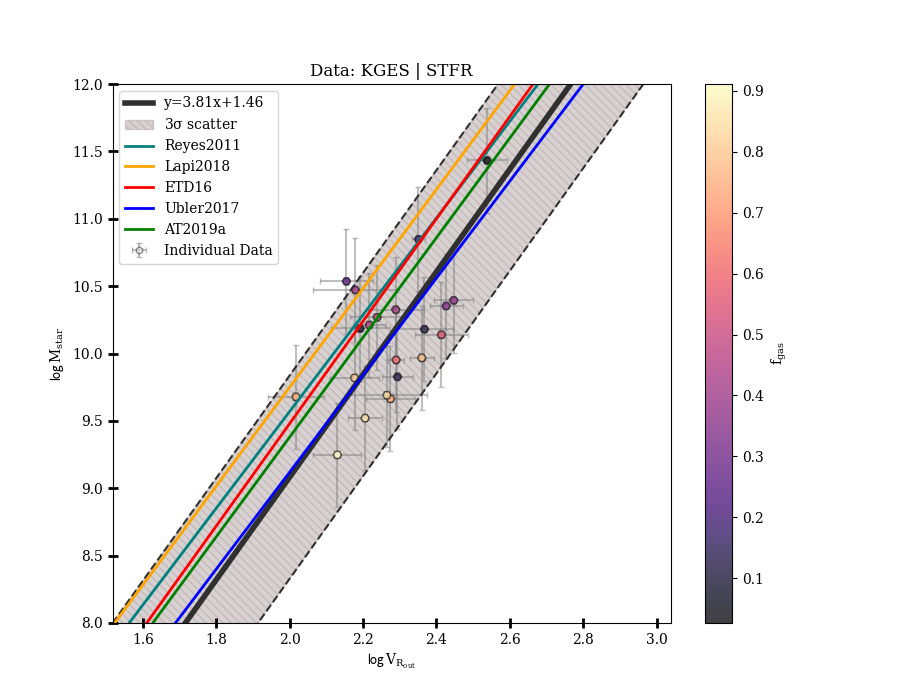 Data: KGES | STFR
y=3.81x+1.46
3σ scatter
Reyes2011
Lapi2018
ETD16
Ubler2017
AT2019a
Individual Data
12.0
11.5
11.0
10.5
10.0
9.5
9.0
8.5
8.0
log M_star
1.6 1.8 2.0 2.2 2.4 2.6 2.8 3.0
log V_R_out
0.9
0.8
0.7
0.6
0.5
0.4
0.3
0.2
0.1
f_gas